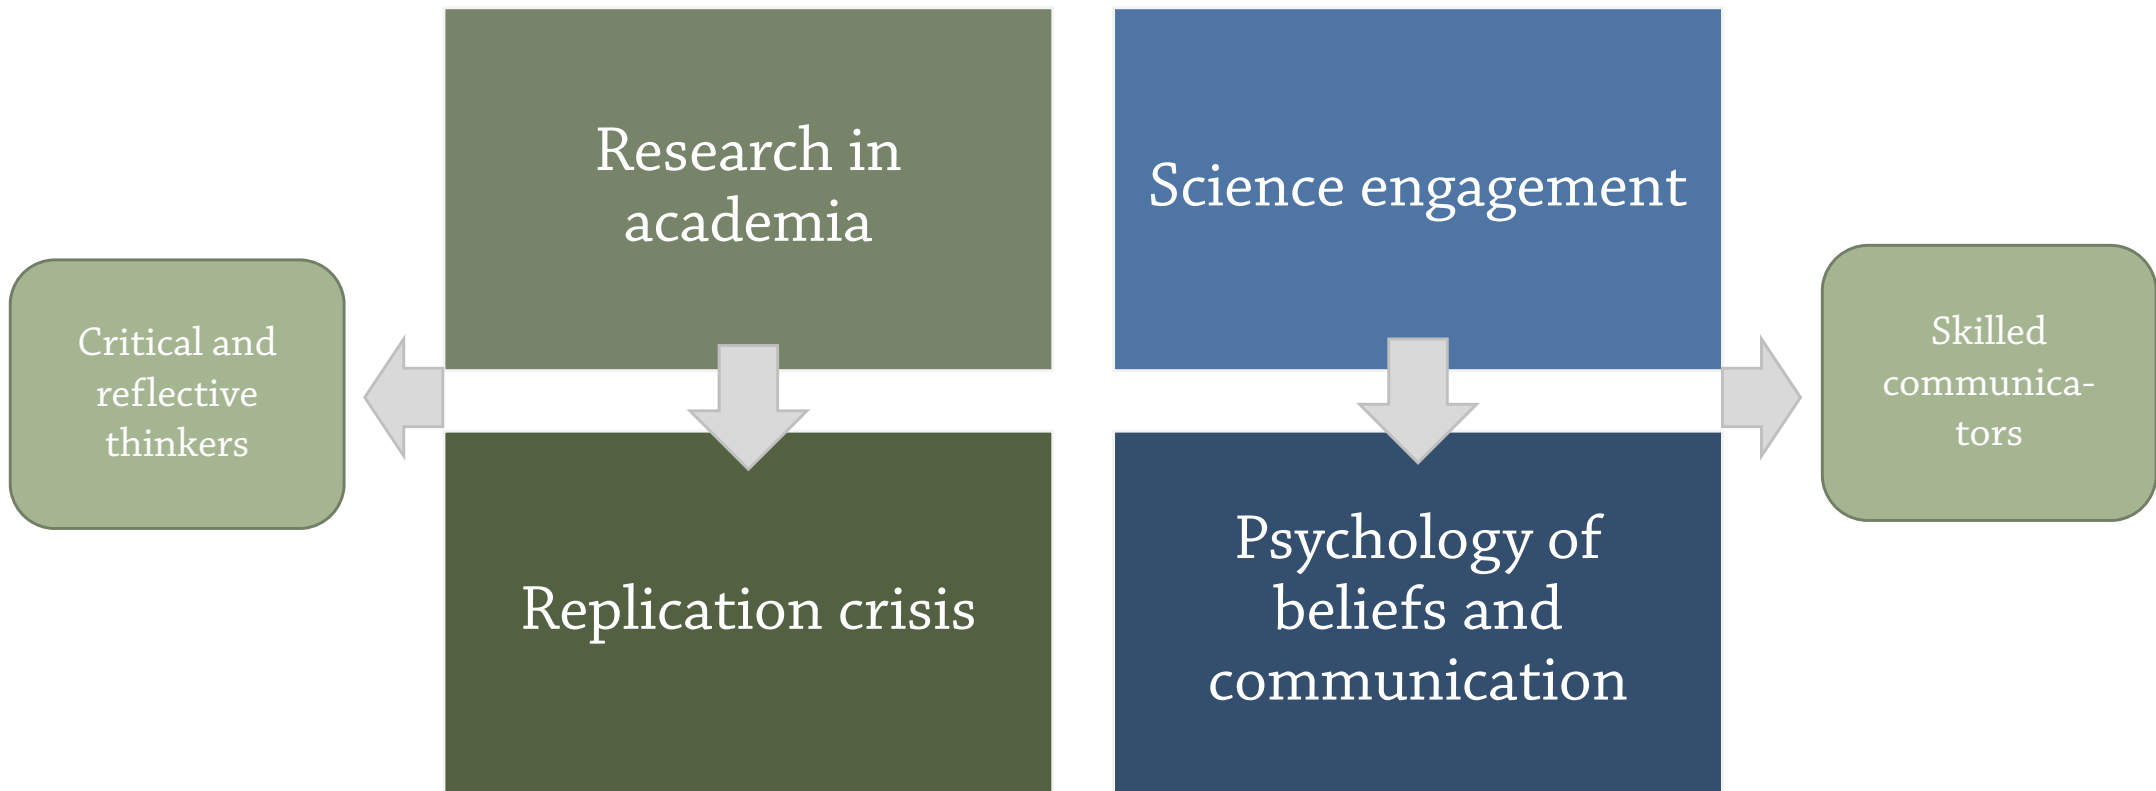 Research in
academia
Science engagement
Critical and
reflective
thinkers
Skilled
communica-
tors
Replication crisis
Psychology of
beliefs and
communication